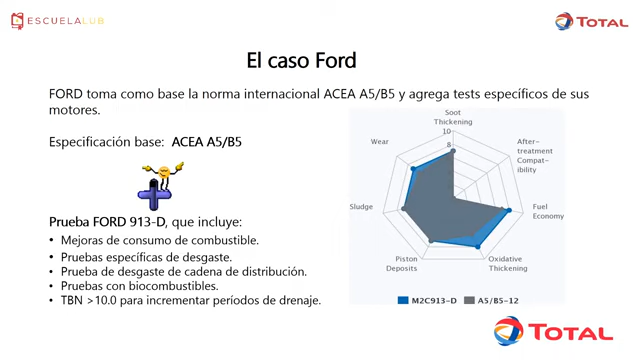 ESCUELALUB
TOTAL
El caso Ford
FORD toma como base la norma internacional ACEA A5/B5 y agrega tests específicos de sus
motores.
Especificación base: ACEA A5/B5
Prueba FORD 913-D, que incluye:
• Mejoras de consumo de combustible.
• Pruebas específicas de desgaste.
• Prueba de desgaste de cadena de distribución.
• Pruebas con biocombustibles.
• TBN >10.0 para incrementar períodos de drenaje.
Soot
Thickening
10
8
Wear
After-
treatment
Compat-
ibility
Sludge
Fuel
Economy
Piston
Deposits
Oxidative
Thickening
M2C913-D
A5/B5-12
TOTAL